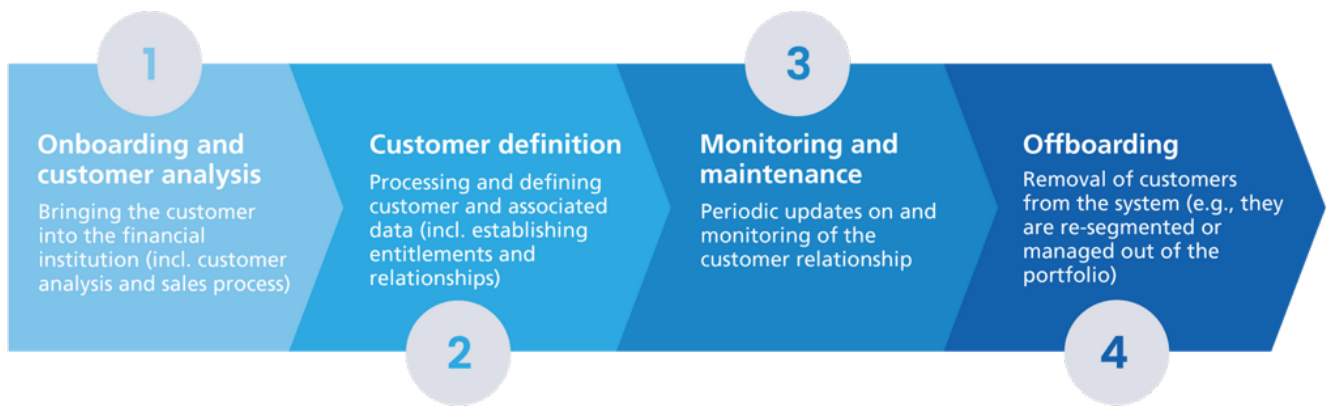 1
Onboarding and
customer analysis
Bringing the customer
into the financial
institution (incl. customer
analysis and sales process)
Customer definition
Processing and defining
customer and associated
data (incl. establishing
entitlements and
relationships)
2
3
Monitoring and
maintenance
Periodic updates on and
monitoring of the
customer relationship
Offboarding
Removal of customers
from the system (e.g., they
are re-segmented or
managed out of the
portfolio)
4